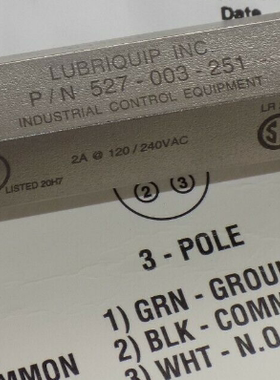 Date
LUBRIQUIP INC.
P/N 527-003-251
INDUSTRIAL CONTROL EQUIPMENT
LR
2A @ 120/240VAC
LISTED 20H7
2 3
3 - POLE
1) GRN - GROU
2) BLK - COMM
3) WHT - N.O.
MMON